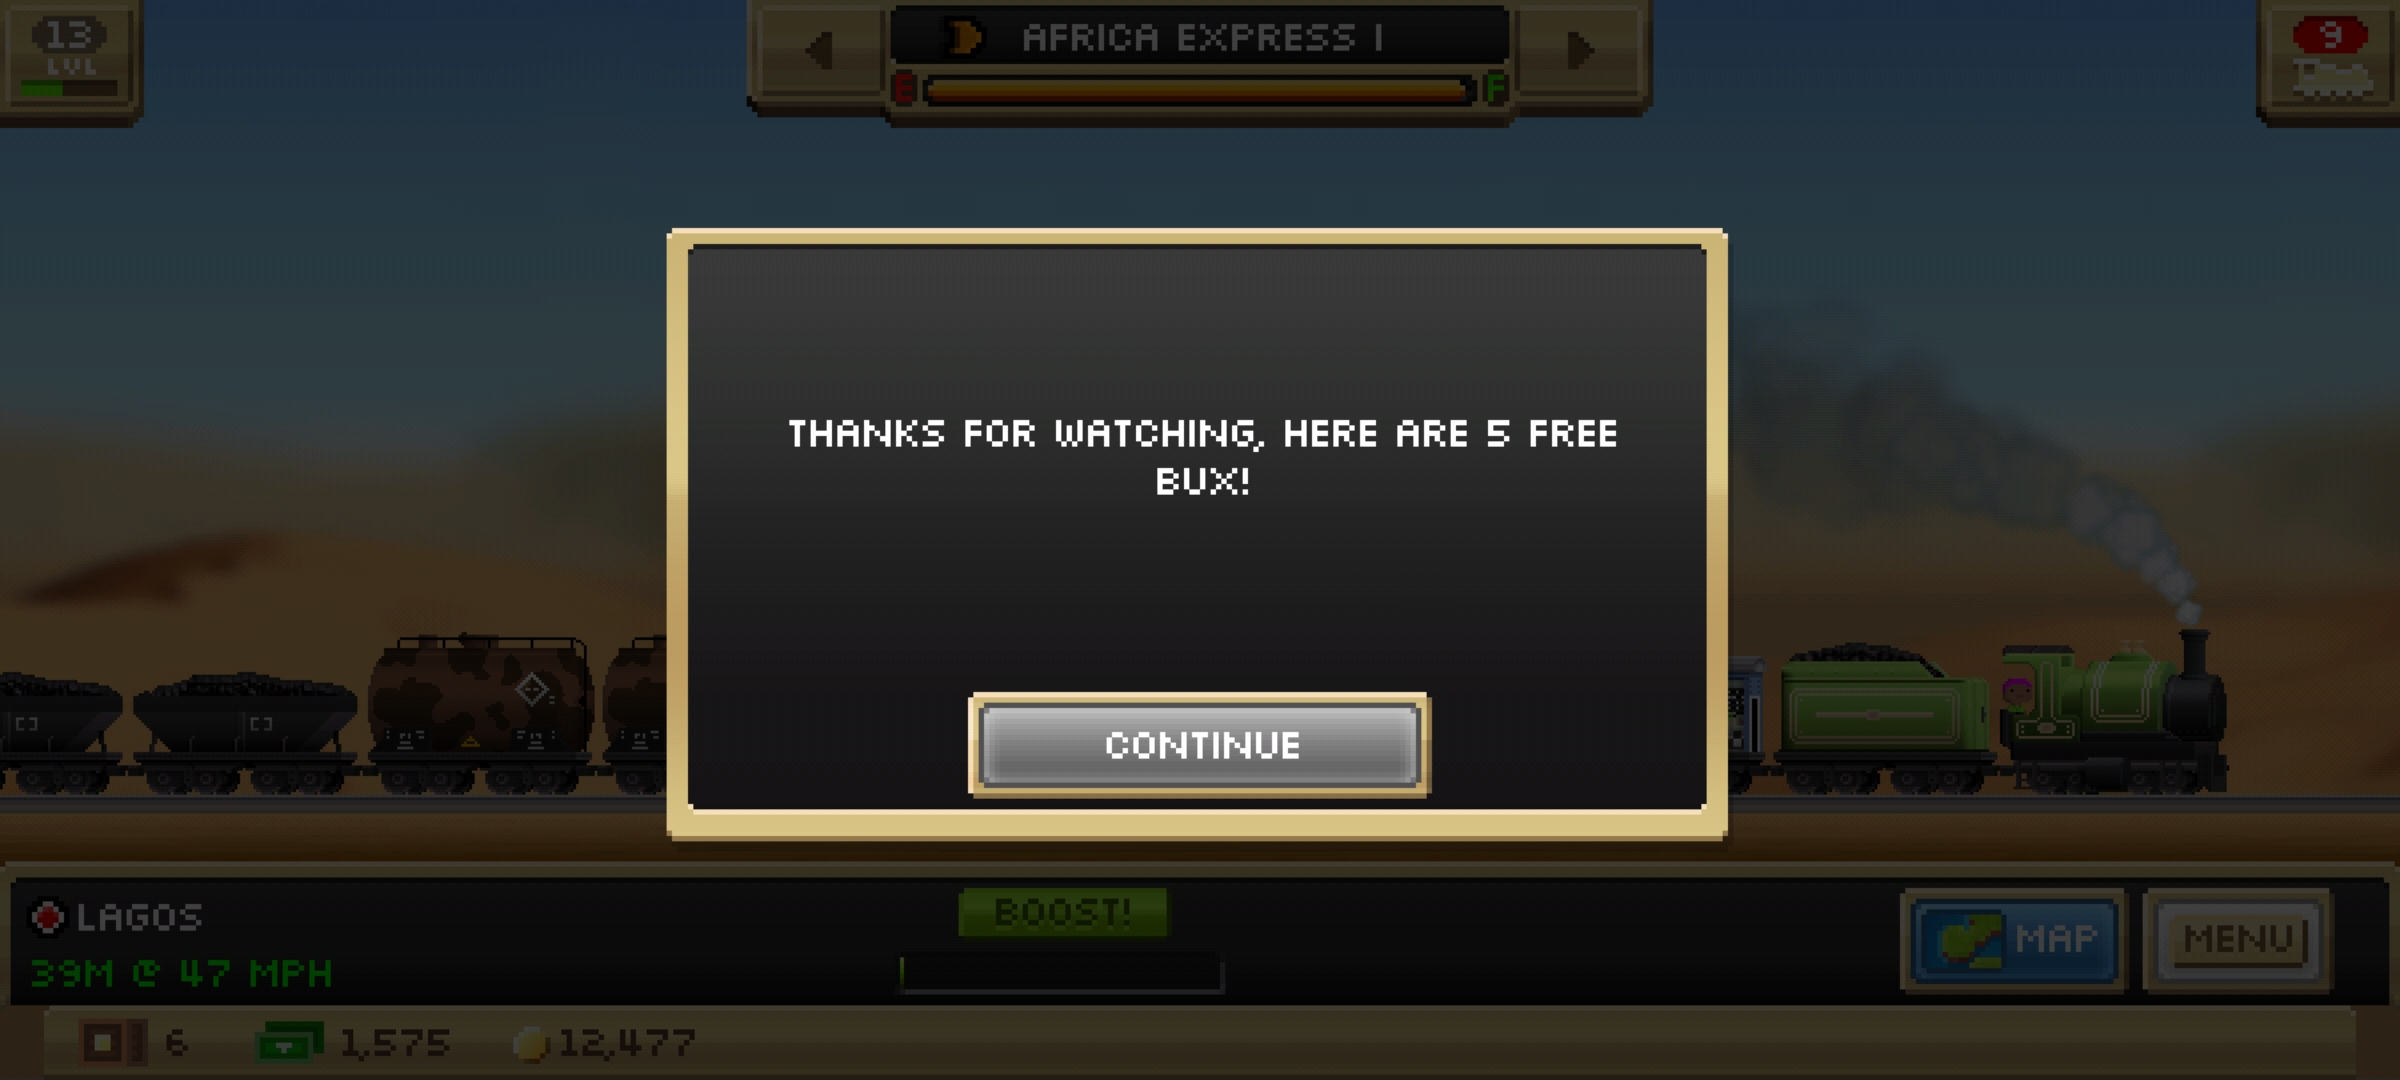 13
LVL
AFRICA EXPRESS I
E
F
9
THANKS FOR WATCHING, HERE ARE 5 FREE
BUX!
CONTINUE
LAGOS
39M @ 47 MPH
BOOST!
MAP
MENU
6
1,575
12,477